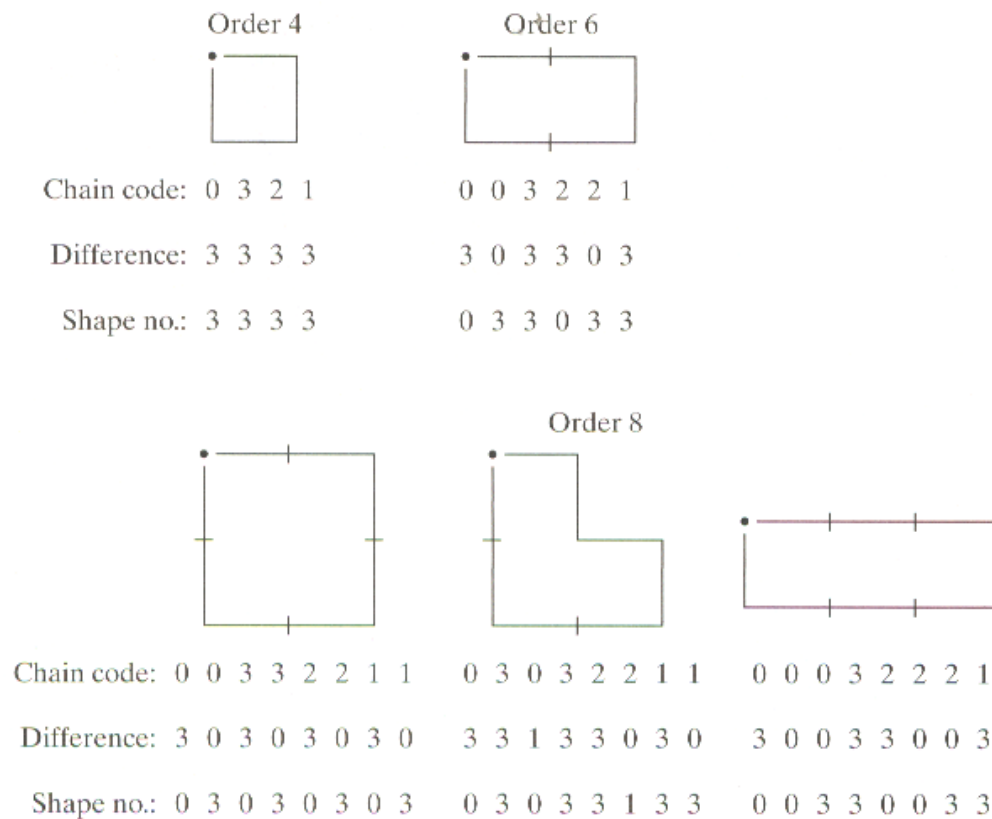 Order 4 Order 6
Chain code: 0 3 2 1 0 0 3 2 2 1
Difference: 3 3 3 3 3 0 3 3 0 3
Shape no.: 3 3 3 3 0 3 3 0 3 3
Order 8
Chain code: 0 0 3 3 2 2 1 1 0 3 0 3 2 2 1 1 0 0 0 3 2 2 2 1
Difference: 3 0 3 0 3 0 3 0 3 3 1 3 3 0 3 0 3 0 0 3 3 0 0 3
Shape no.: 0 3 0 3 0 3 0 3 0 3 0 3 3 1 3 3 0 0 3 3 0 0 3 3